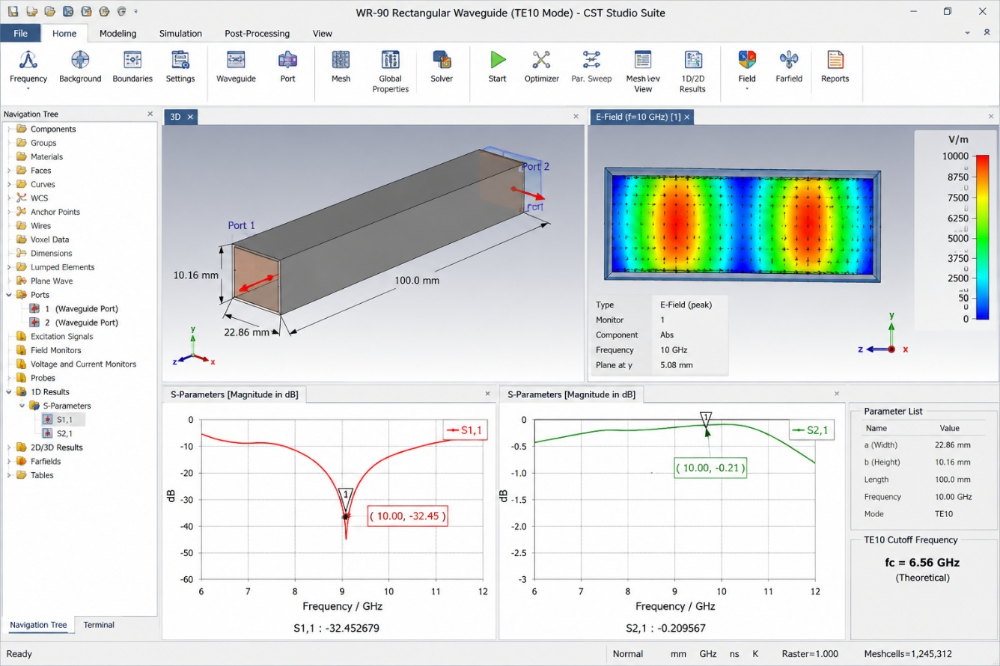 WR-90 Rectangular Waveguide (TE10 Mode) - CST Studio Suite
File Home Modeling Simulation Post-Processing View
Frequency Background Boundaries Settings Waveguide Port Mesh Global Properties Solver Start Optimizer Par. Sweep Mesh View 1D/2D Results Field Farfield Reports
Navigation Tree
Components
Groups
Materials
Faces
Curves
WCS
Anchor Points
Wires
Voxel Data
Dimensions
Lumped Elements
Plane Wave
Ports
1 (Waveguide Port)
2 (Waveguide Port)
Excitation Signals
Field Monitors
Voltage and Current Monitors
Probes
1D Results
S-Parameters
S1,1
S2,1
2D/3D Results
Farfields
Tables
Navigation Tree Terminal
3D
Port 2
Port 1
10.16 mm
100.0 mm
22.86 mm
y
z x
E-Field (f=10 GHz) [1]
V/m
10000
8750
7500
6250
5000
3750
2500
50
0
Type E-Field (peak)
Monitor 1
Component Abs
Frequency 10 GHz
Plane at y 5.08 mm
y
z x
S-Parameters [Magnitude in dB]
S1,1
0
-10
-20
-30
-40
-50
-60
dB
1
( 10.00, -32.45 )
6 7 8 9 10 11 12
Frequency / GHz
S1,1 : -32.452679
S-Parameters [Magnitude in dB]
S2,1
0
-0.5
-1.0
-1.5
-2.0
-2.5
-3
dB
1
( 10.00, -0.21 )
6 7 8 9 10 11 12
Frequency / GHz
S2,1 : -0.209567
Parameter List
Name Value
a (Width) 22.86 mm
b (Height) 10.16 mm
Length 100.0 mm
Frequency 10.00 GHz
Mode TE10
TE10 Cutoff Frequency
fc = 6.56 GHz
(Theoretical)
Ready Normal mm GHz ns K Raster=1.000 Meshcells=1,245,312